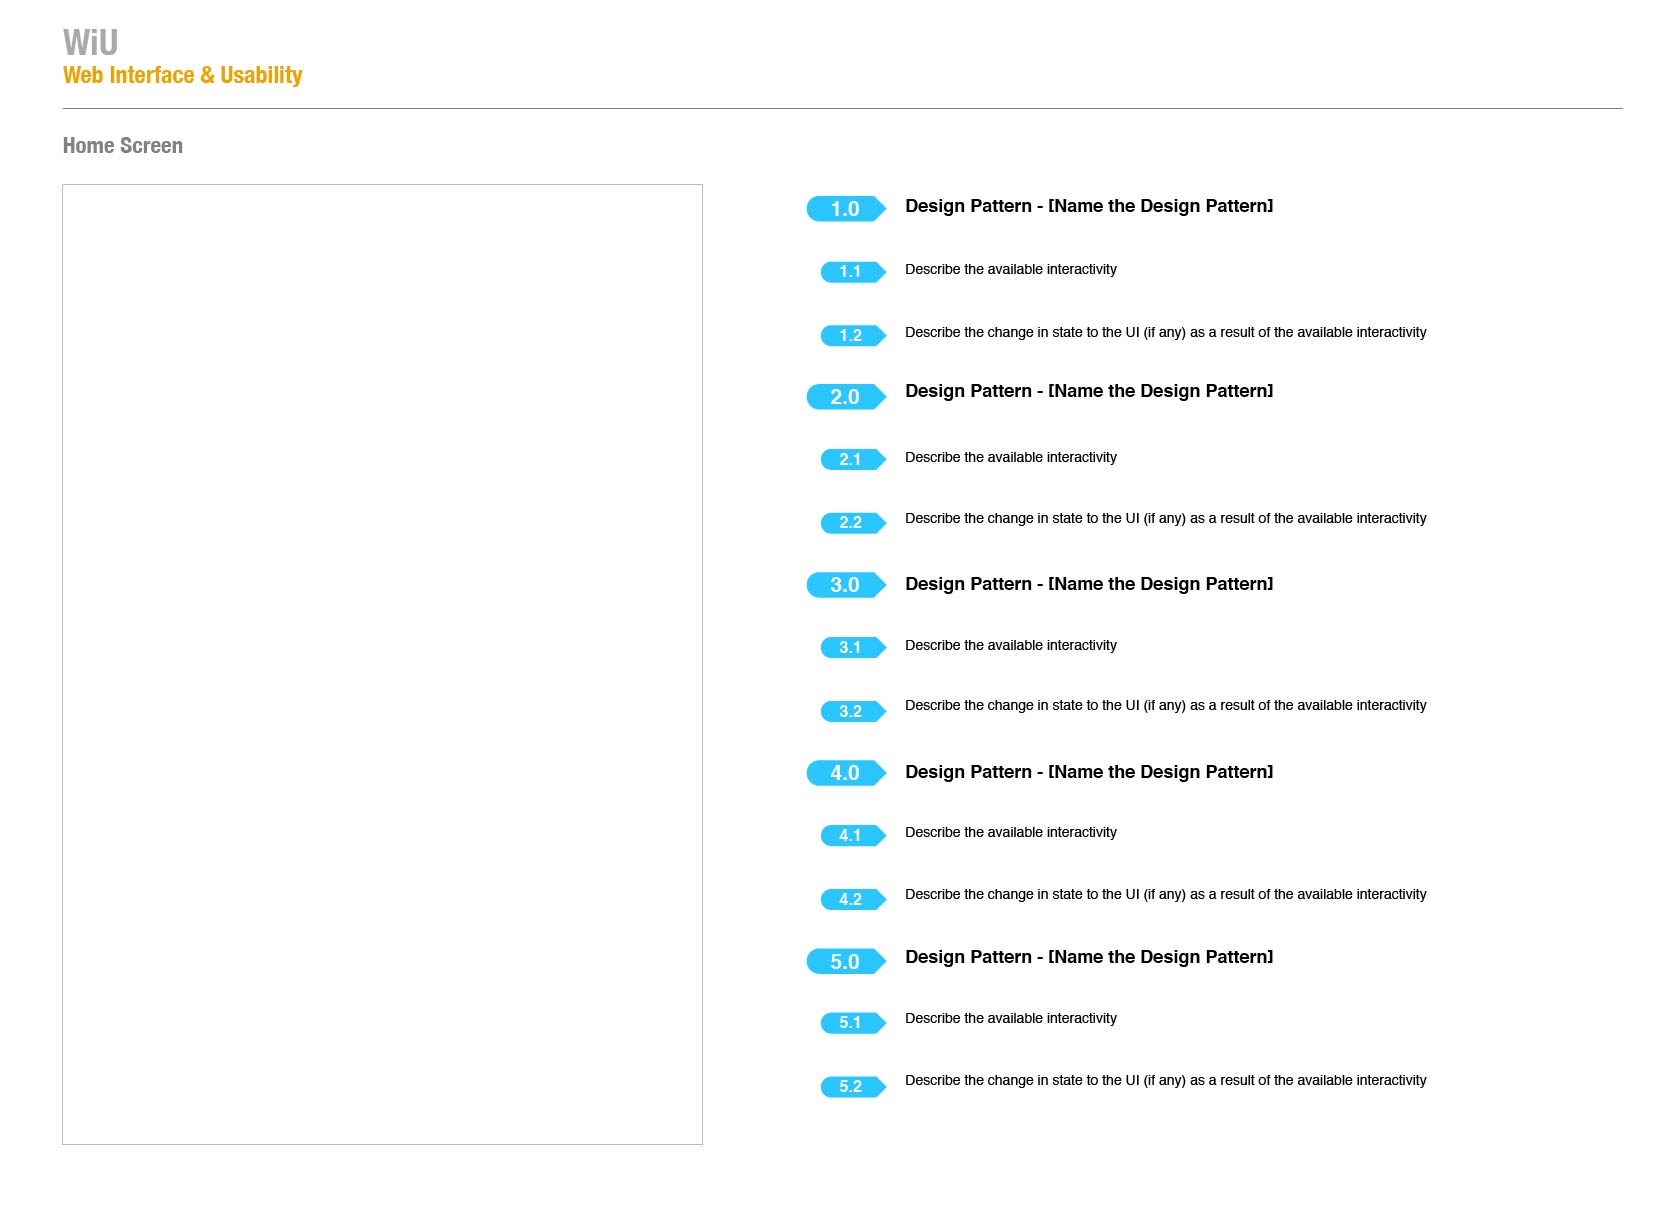 WiU
Web Interface & Usability
Home Screen
1.0 Design Pattern - [Name the Design Pattern]
1.1 Describe the available interactivity
1.2 Describe the change in state to the UI (if any) as a result of the available interactivity
2.0 Design Pattern - [Name the Design Pattern]
2.1 Describe the available interactivity
2.2 Describe the change in state to the UI (if any) as a result of the available interactivity
3.0 Design Pattern - [Name the Design Pattern]
3.1 Describe the available interactivity
3.2 Describe the change in state to the UI (if any) as a result of the available interactivity
4.0 Design Pattern - [Name the Design Pattern]
4.1 Describe the available interactivity
4.2 Describe the change in state to the UI (if any) as a result of the available interactivity
5.0 Design Pattern - [Name the Design Pattern]
5.1 Describe the available interactivity
5.2 Describe the change in state to the UI (if any) as a result of the available interactivity